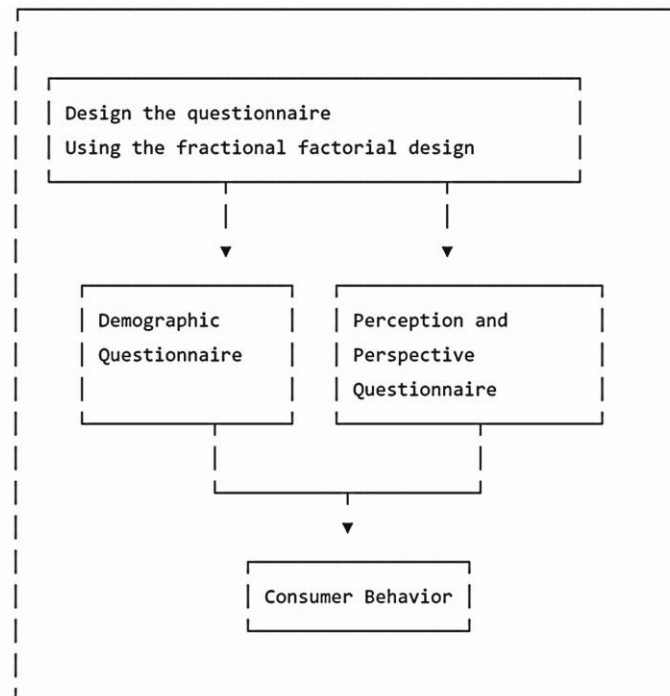 Design the questionnaire
Using the fractional factorial design
Demographic
Questionnaire
Perception and
Perspective
Questionnaire
Consumer Behavior